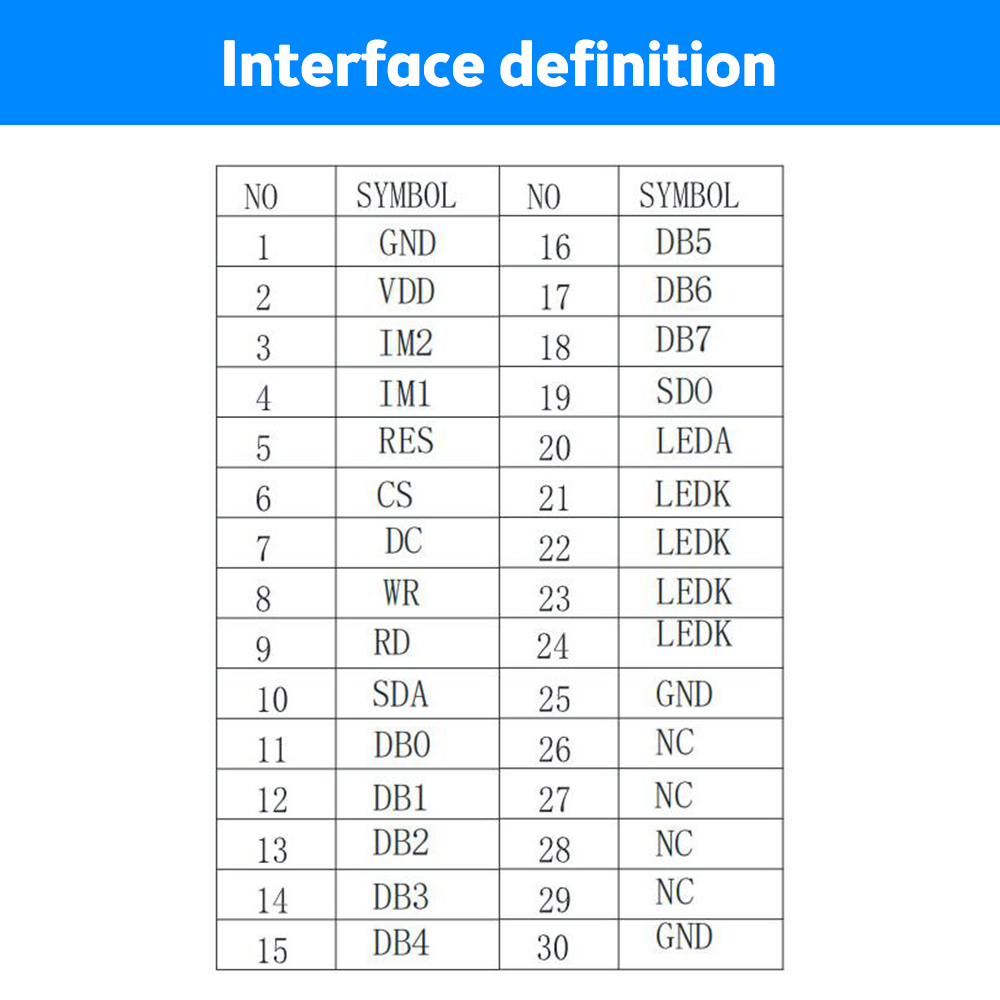 Interface definition
NO SYMBOL NO SYMBOL
1 GND 16 DB5
2 VDD 17 DB6
3 IM2 18 DB7
4 IM1 19 SDO
5 RES 20 LEDA
6 CS 21 LEDK
7 DC 22 LEDK
8 WR 23 LEDK
9 RD 24 LEDK
10 SDA 25 GND
11 DB0 26 NC
12 DB1 27 NC
13 DB2 28 NC
14 DB3 29 NC
15 DB4 30 GND